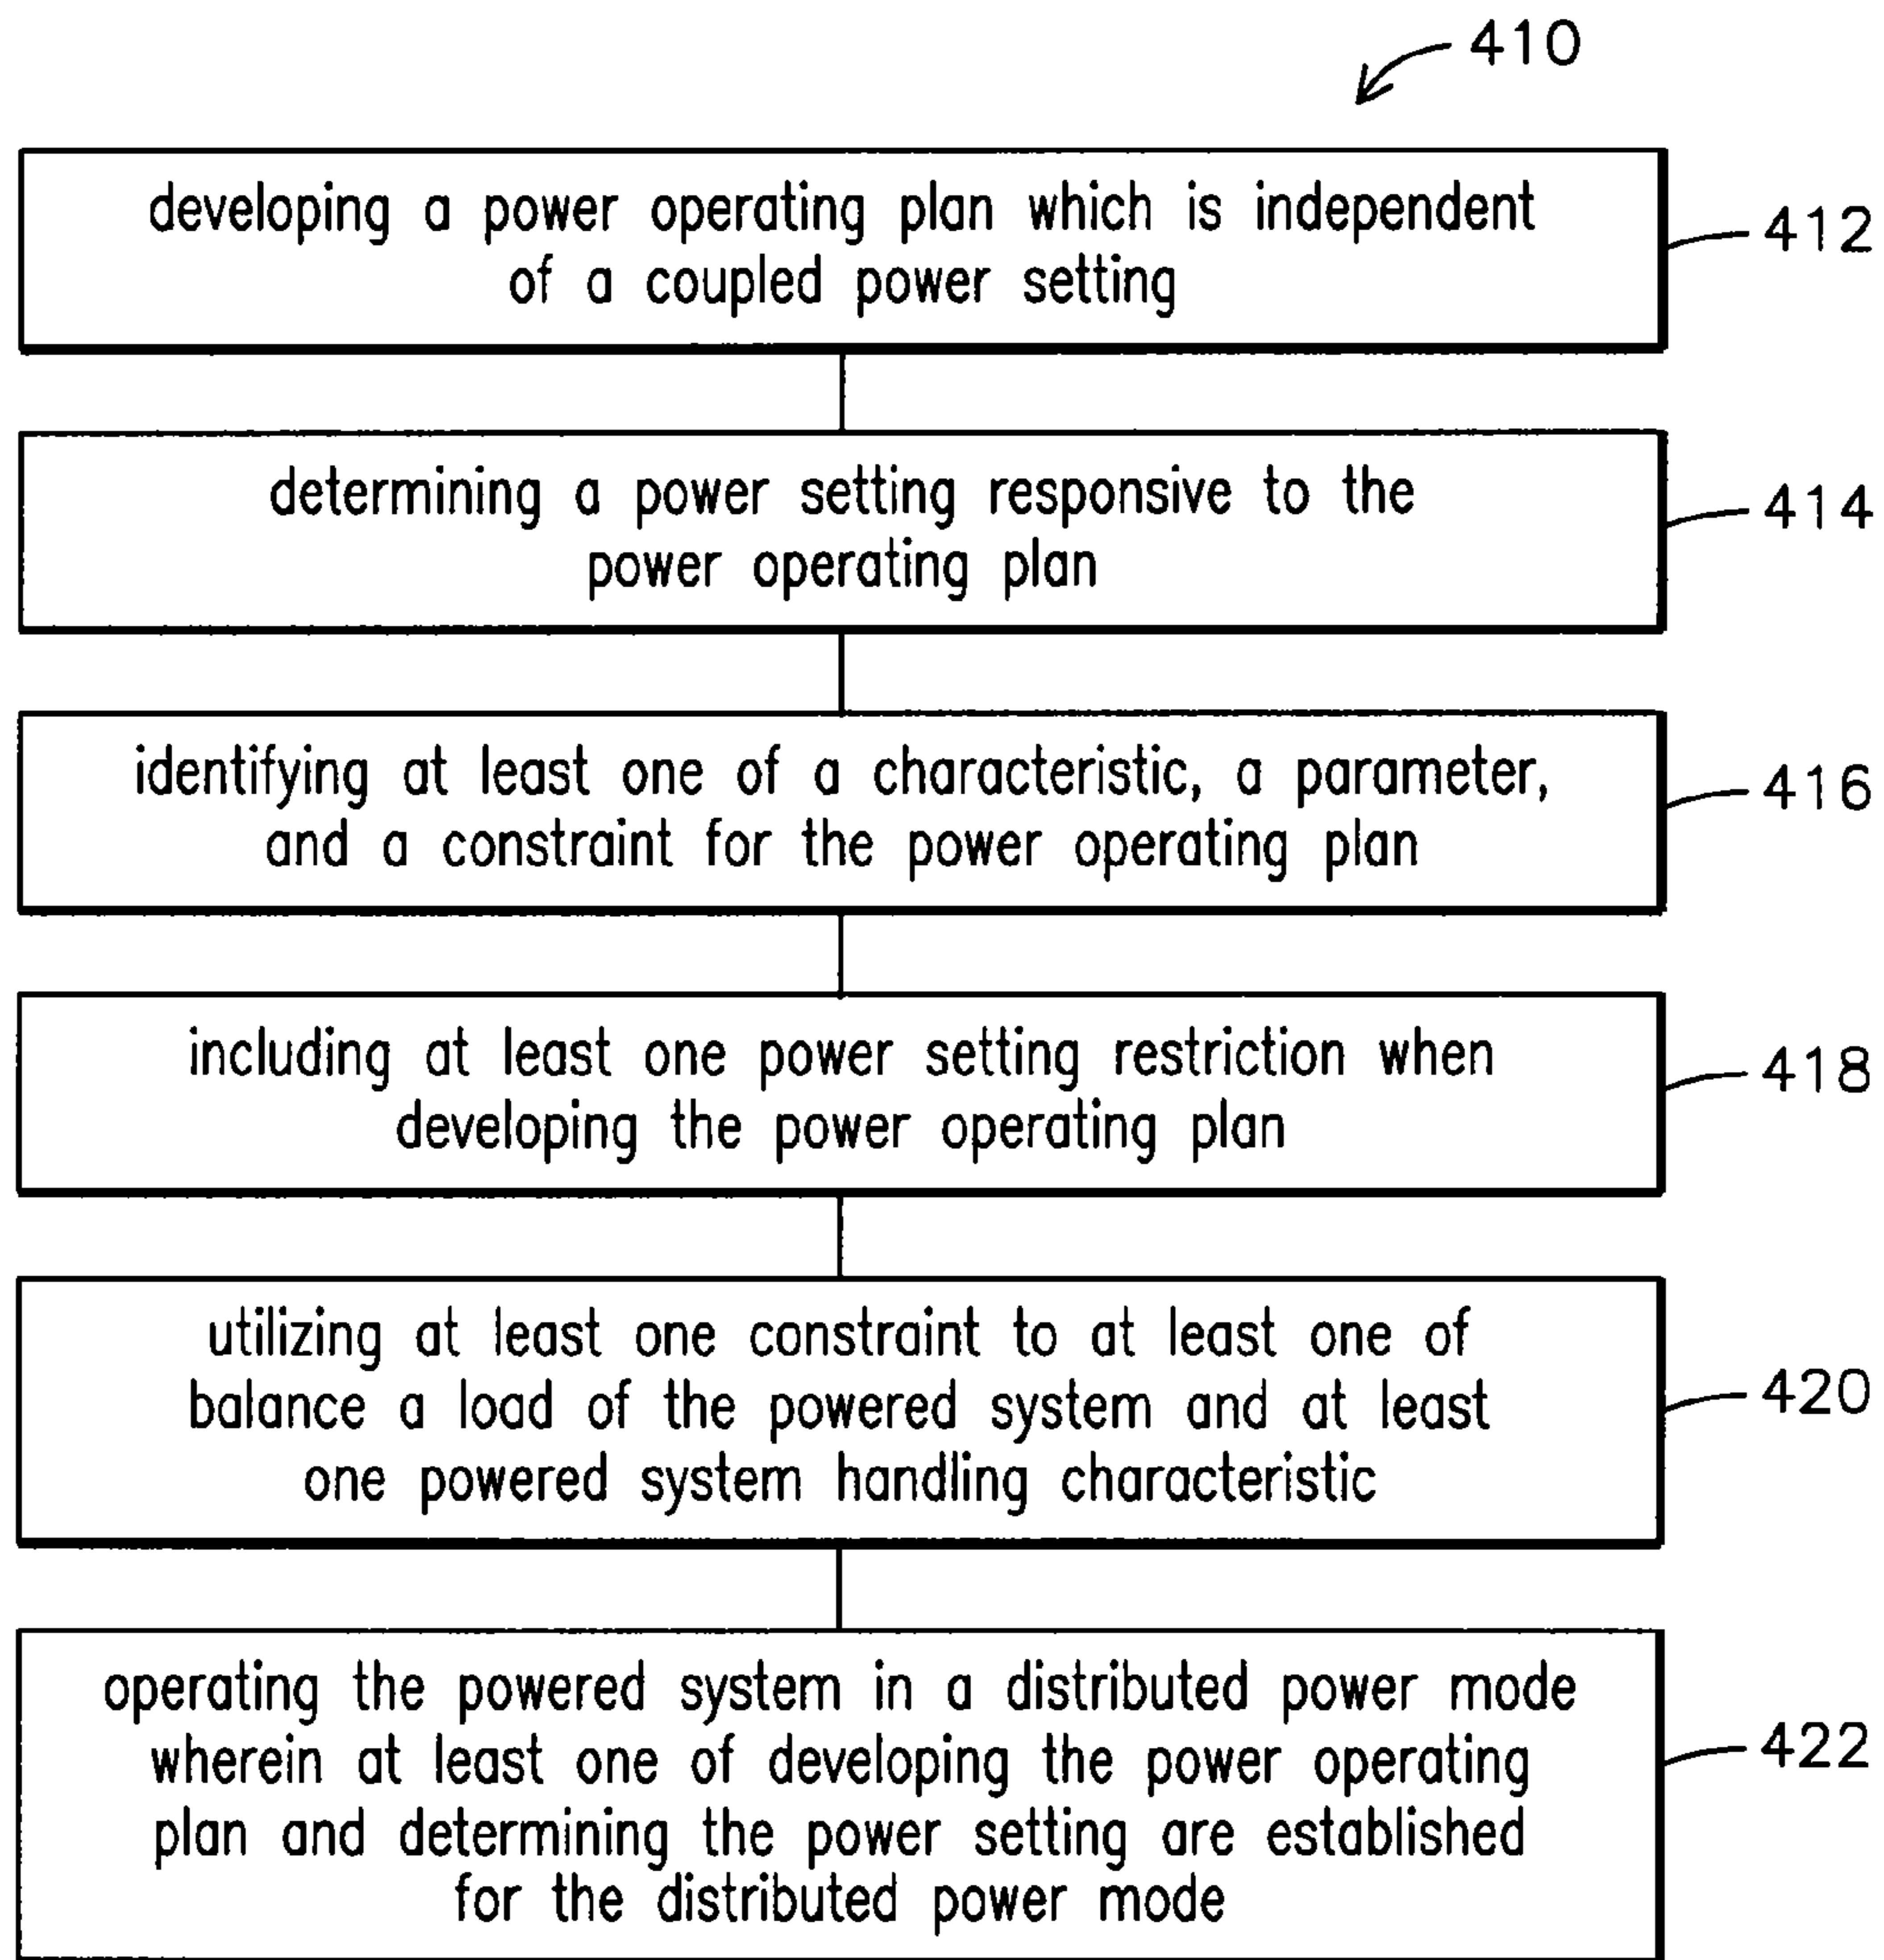 410
developing a power operating plan which is independent
of a coupled power setting
412
determining a power setting responsive to the
power operating plan
414
identifying at least one of a characteristic, a parameter,
and a constraint for the power operating plan
416
including at least one power setting restriction when
developing the power operating plan
418
utilizing at least one constraint to at least one of
balance a load of the powered system and at least
one powered system handling characteristic
420
operating the powered system in a distributed power mode
wherein at least one of developing the power operating
plan and determining the power setting are established
for the distributed power mode
422